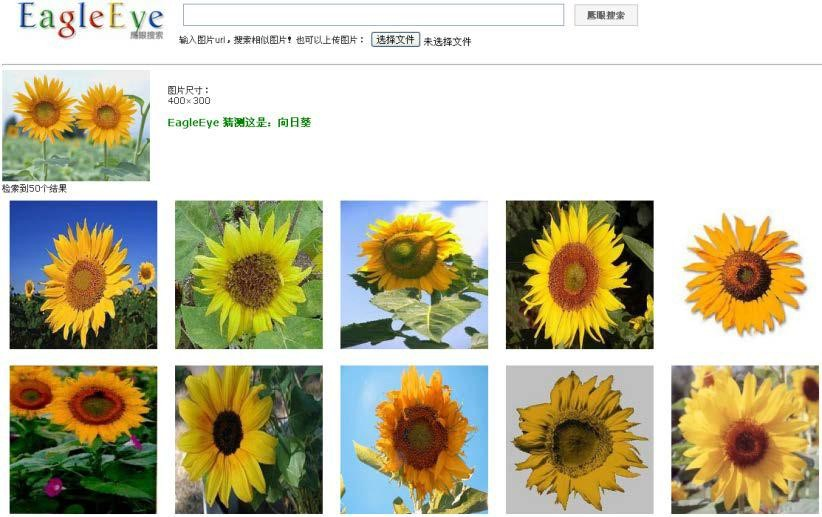 EagleEye
鹰眼搜索
鹰眼搜索
输入图片url，搜索相似图片！也可以上传图片： 选择文件 未选择文件
图片尺寸：
400×300
EagleEye 猜测这是：向日葵
检索到50个结果